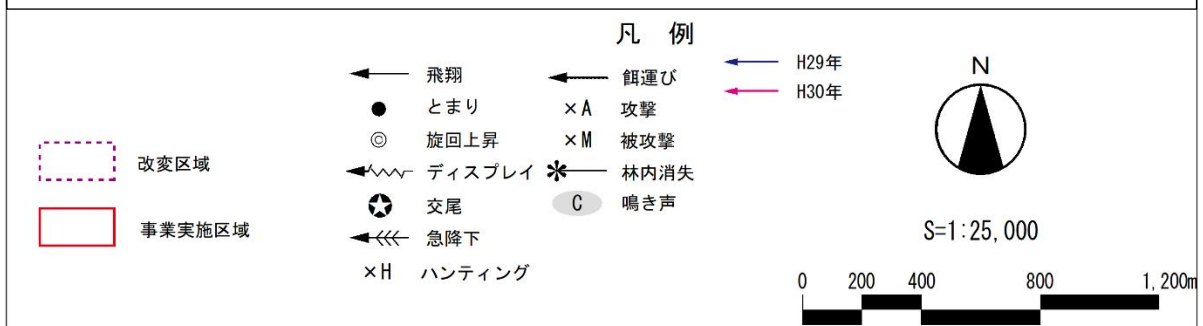 凡 例
飛翔
とまり
旋回上昇
ディスプレイ
交尾
急降下
×H ハンティング
餌運び
×A 攻撃
×M 被攻撃
林内消失
C 鳴き声
H29年
H30年
改変区域
事業実施区域
N
S=1:25,000
0 200 400 800 1,200m